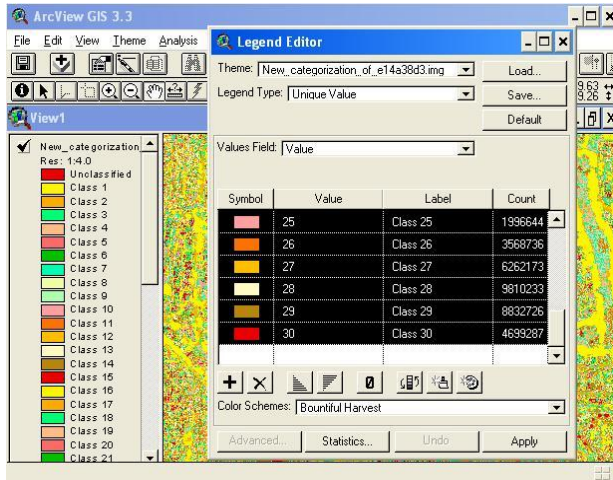 ArcView GIS 3.3
File Edit View Theme Analysis
View1
New_categorization
Res: 1:4.0
Unclassified
Class 1
Class 2
Class 3
Class 4
Class 5
Class 6
Class 7
Class 8
Class 9
Class 10
Class 11
Class 12
Class 13
Class 14
Class 15
Class 16
Class 17
Class 18
Class 19
Class 20
Class 21
Legend Editor
Theme: New_categorization_of_e14a38d3.img Load...
Legend Type: Unique Value Save...
Default
Values Field: Value
Symbol Value Label Count
25 Class 25 1996644
26 Class 26 3568736
27 Class 27 6262173
28 Class 28 9810233
29 Class 29 8832726
30 Class 30 4699287
Color Schemes: Bountiful Harvest
Advanced... Statistics... Undo Apply
9.63
9.26